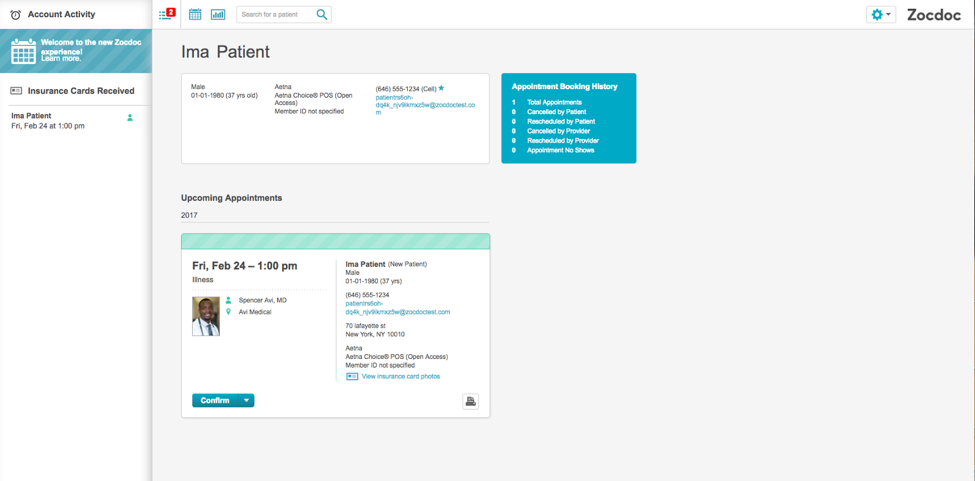 Account Activity
2
Search for a patient
Zocdoc
Welcome to the new Zocdoc
experience!
Learn more.
Insurance Cards Received
Ima Patient
Fri, Feb 24 at 1:00 pm
Ima Patient
Male
01-01-1980 (37 yrs old)
Aetna
Aetna Choice® POS (Open
Access)
Member ID not specified
(646) 555-1234 (Cell)
patientrs6oh-
dq4k_njv9ikmxz5w@zocdoctest.co
m
Appointment Booking History
1 Total Appointments
0 Cancelled by Patient
0 Rescheduled by Patient
0 Cancelled by Provider
0 Rescheduled by Provider
0 Appointment No Shows
Upcoming Appointments
2017
Fri, Feb 24 – 1:00 pm
Illness
Spencer Avi, MD
Avi Medical
Ima Patient (New Patient)
Male
01-01-1980 (37 yrs)
(646) 555-1234
patientrs6oh-
dq4k_njv9ikmxz5w@zocdoctest.com
70 lafayette st
New York, NY 10010
Aetna
Aetna Choice® POS (Open Access)
Member ID not specified
View insurance card photos
Confirm